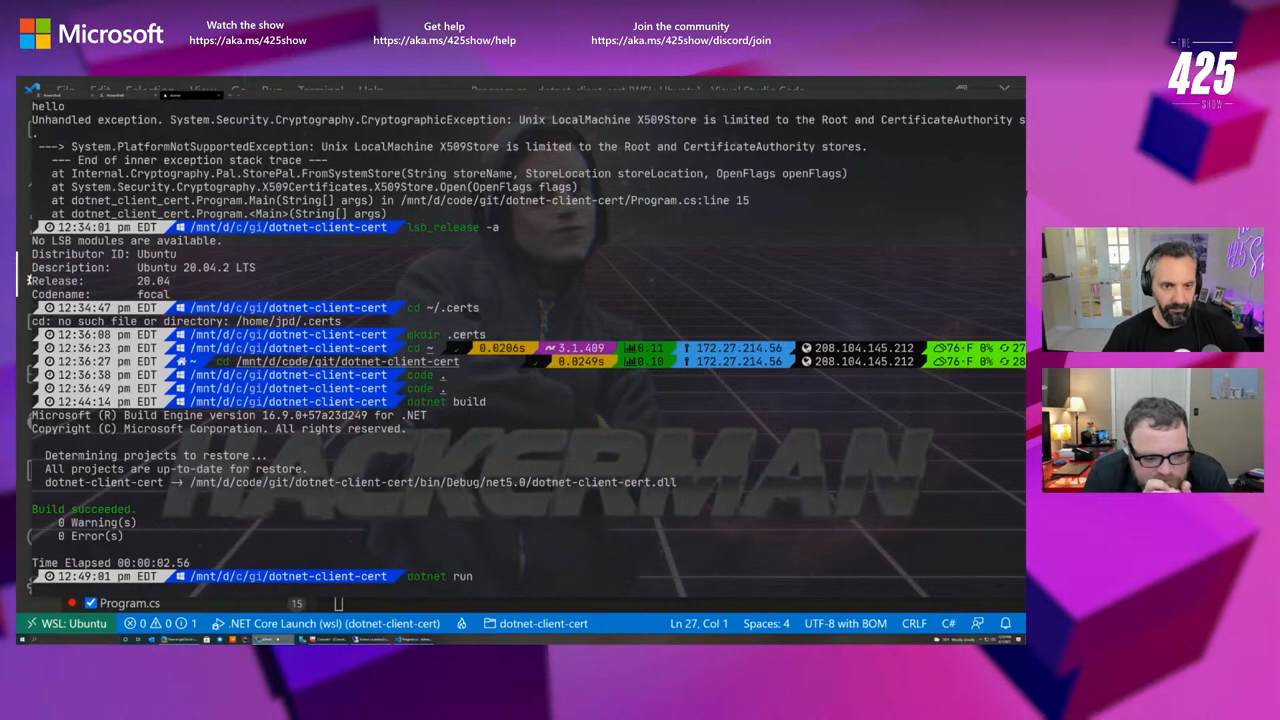 Microsoft
Watch the show
https://aka.ms/425show
Get help
https://aka.ms/425show/help
Join the community
https://aka.ms/425show/discord/join
THE
425
SHOW
hello
Unhandled exception. System.Security.Cryptography.CryptographicException: Unix LocalMachine X509Store is limited to the Root and CertificateAuthority s
.
---> System.PlatformNotSupportedException: Unix LocalMachine X509Store is limited to the Root and CertificateAuthority stores.
--- End of inner exception stack trace ---
at Internal.Cryptography.Pal.StorePal.FromSystemStore(String storeName, StoreLocation storeLocation, OpenFlags openFlags)
at System.Security.Cryptography.X509Certificates.X509Store.Open(OpenFlags flags)
at dotnet_client_cert.Program.Main(String[] args) in /mnt/d/code/git/dotnet-client-cert/Program.cs:line 15
at dotnet_client_cert.Program.<Main>(String[] args)
12:34:01 pm EDT /mnt/d/c/gi/dotnet-client-cert lsb_release -a
No LSB modules are available.
Distributor ID: Ubuntu
Description: Ubuntu 20.04.2 LTS
Release: 20.04
Codename: focal
12:34:47 pm EDT /mnt/d/c/gi/dotnet-client-cert cd ~/.certs
cd: no such file or directory: /home/jpd/.certs
12:36:08 pm EDT /mnt/d/c/gi/dotnet-client-cert mkdir .certs
12:36:23 pm EDT /mnt/d/c/gi/dotnet-client-cert cd ~ 0.0206s 3.1.409 0.11 172.27.214.56 208.104.145.212 76°F 0% 27
12:36:27 pm EDT ~ cd /mnt/d/code/git/dotnet-client-cert 0.0249s 0.10 172.27.214.56 208.104.145.212 76°F 0% 28
12:36:38 pm EDT /mnt/d/c/gi/dotnet-client-cert code .
12:36:49 pm EDT /mnt/d/c/gi/dotnet-client-cert code .
12:44:14 pm EDT /mnt/d/c/gi/dotnet-client-cert dotnet build
Microsoft (R) Build Engine version 16.9.0+57a23d249 for .NET
Copyright (C) Microsoft Corporation. All rights reserved.
Determining projects to restore...
All projects are up-to-date for restore.
dotnet-client-cert -> /mnt/d/code/git/dotnet-client-cert/bin/Debug/net5.0/dotnet-client-cert.dll
HACKERMAN
Build succeeded.
0 Warning(s)
0 Error(s)
Time Elapsed 00:00:02.56
12:49:01 pm EDT /mnt/d/c/gi/dotnet-client-cert dotnet run
Program.cs 15
WSL: Ubuntu 0 0 1 .NET Core Launch (wsl) (dotnet-client-cert) dotnet-client-cert Ln 27, Col 1 Spaces: 4 UTF-8 with BOM CRLF C#